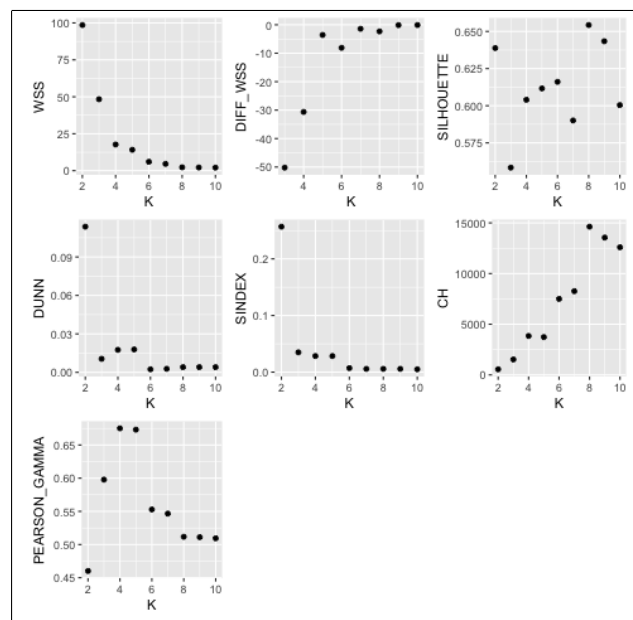 WSS
100
75
50
25
0
2 4 6 8 10
K
DIFF_WSS
0
-10
-20
-30
-40
-50
4 6 8 10
K
SILHOUETTE
0.650
0.625
0.600
0.575
2 4 6 8 10
K
DUNN
0.09
0.06
0.03
0.00
2 4 6 8 10
K
SINDEX
0.2
0.1
0.0
2 4 6 8 10
K
CH
15000
10000
5000
0
2 4 6 8 10
K
PEARSON_GAMMA
0.65
0.60
0.55
0.50
0.45
2 4 6 8 10
K